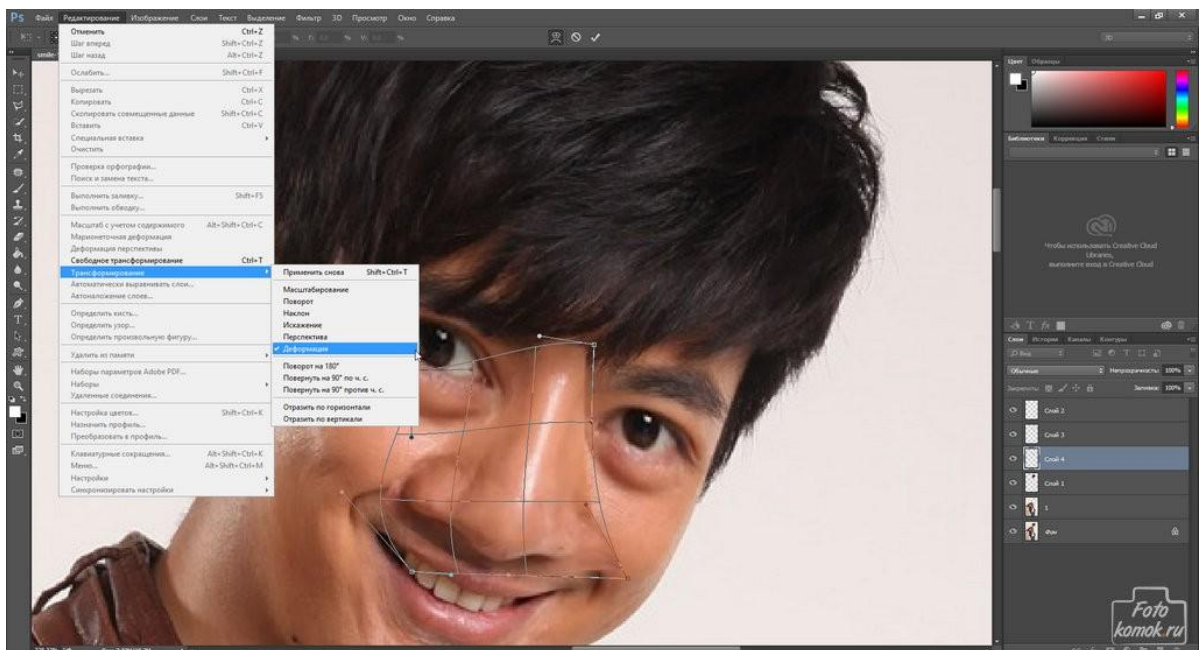 Ps Файл Редактирование Изображение Слои Текст Выделение Фильтр 3D Просмотр Окно Справка
Отменить Ctrl+Z
Шаг вперед Shift+Ctrl+Z
Шаг назад Alt+Ctrl+Z
Ослабить... Shift+Ctrl+F
Вырезать Ctrl+X
Копировать Ctrl+C
Скопировать совмещенные данные Shift+Ctrl+C
Вставить Ctrl+V
Специальная вставка
Очистить
Проверка орфографии...
Поиск и замена текста...
Выполнить заливку... Shift+F5
Выполнить обводку...
Масштаб с учетом содержимого Alt+Shift+Ctrl+C
Марионеточная деформация
Деформация перспективы
Свободное трансформирование Ctrl+T
Трансформирование
Автоматически выравнивать слои...
Автоналожение слоев...
Определить кисть...
Определить узор...
Определить произвольную фигуру...
Удалить из памяти
Наборы параметров Adobe PDF...
Наборы
Удаленные соединения...
Настройка цветов... Shift+Ctrl+K
Назначить профиль...
Преобразовать в профиль...
Клавиатурные сокращения... Alt+Shift+Ctrl+K
Меню... Alt+Shift+Ctrl+M
Настройки
Синхронизировать настройки
Применить снова Shift+Ctrl+T
Масштабирование
Поворот
Наклон
Искажение
Перспектива
Деформация
Поворот на 180°
Повернуть на 90° по ч. с.
Повернуть на 90° против ч. с.
Отразить по горизонтали
Отразить по вертикали
Цвет Образцы
Библиотеки Коррекция Стили
Чтобы использовать Creative Cloud
Libraries,
выполните вход в Creative Cloud
Слои История Каналы Контуры
Вид
Обычные Непрозрачность: 100%
Закрепить: Заливка: 100%
Слой 2
Слой 3
Слой 4
Слой 1
1
Фон
Foto
komok.ru